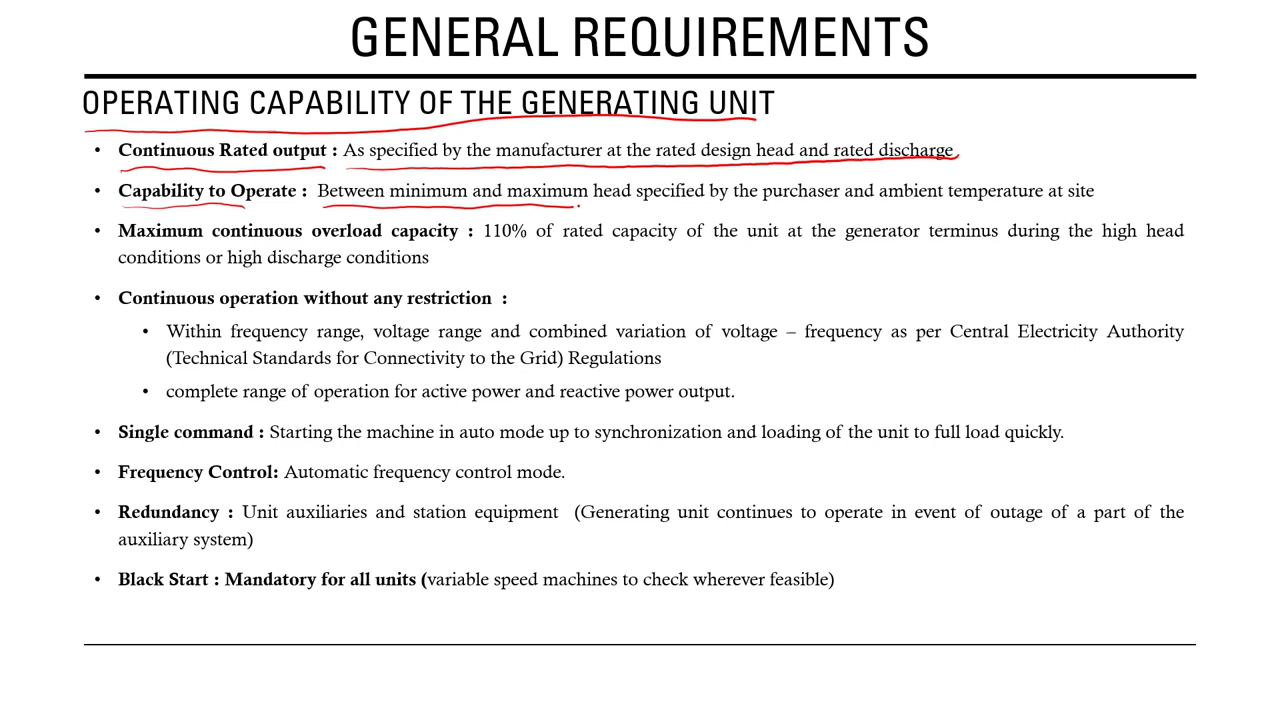 GENERAL REQUIREMENTS
OPERATING CAPABILITY OF THE GENERATING UNIT
• Continuous Rated output : As specified by the manufacturer at the rated design head and rated discharge
• Capability to Operate : Between minimum and maximum head specified by the purchaser and ambient temperature at site
• Maximum continuous overload capacity : 110% of rated capacity of the unit at the generator terminus during the high head
conditions or high discharge conditions
• Continuous operation without any restriction :
• Within frequency range, voltage range and combined variation of voltage – frequency as per Central Electricity Authority
(Technical Standards for Connectivity to the Grid) Regulations
• complete range of operation for active power and reactive power output.
• Single command : Starting the machine in auto mode up to synchronization and loading of the unit to full load quickly.
• Frequency Control: Automatic frequency control mode.
• Redundancy : Unit auxiliaries and station equipment (Generating unit continues to operate in event of outage of a part of the
auxiliary system)
• Black Start : Mandatory for all units (variable speed machines to check wherever feasible)